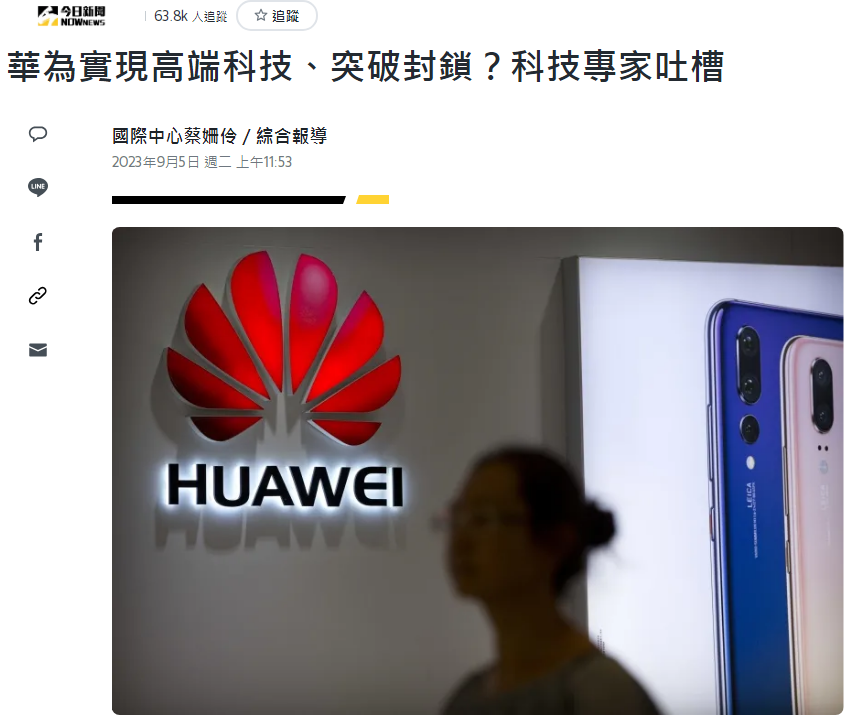 今日新聞
NOWNEWS
63.8k 人追蹤
追蹤
華為實現高端科技、突破封鎖？科技專家吐槽
國際中心蔡姍伶 / 綜合報導
2023年9月5日 週二 上午11:53
LINE
HUAWEI
LEICA